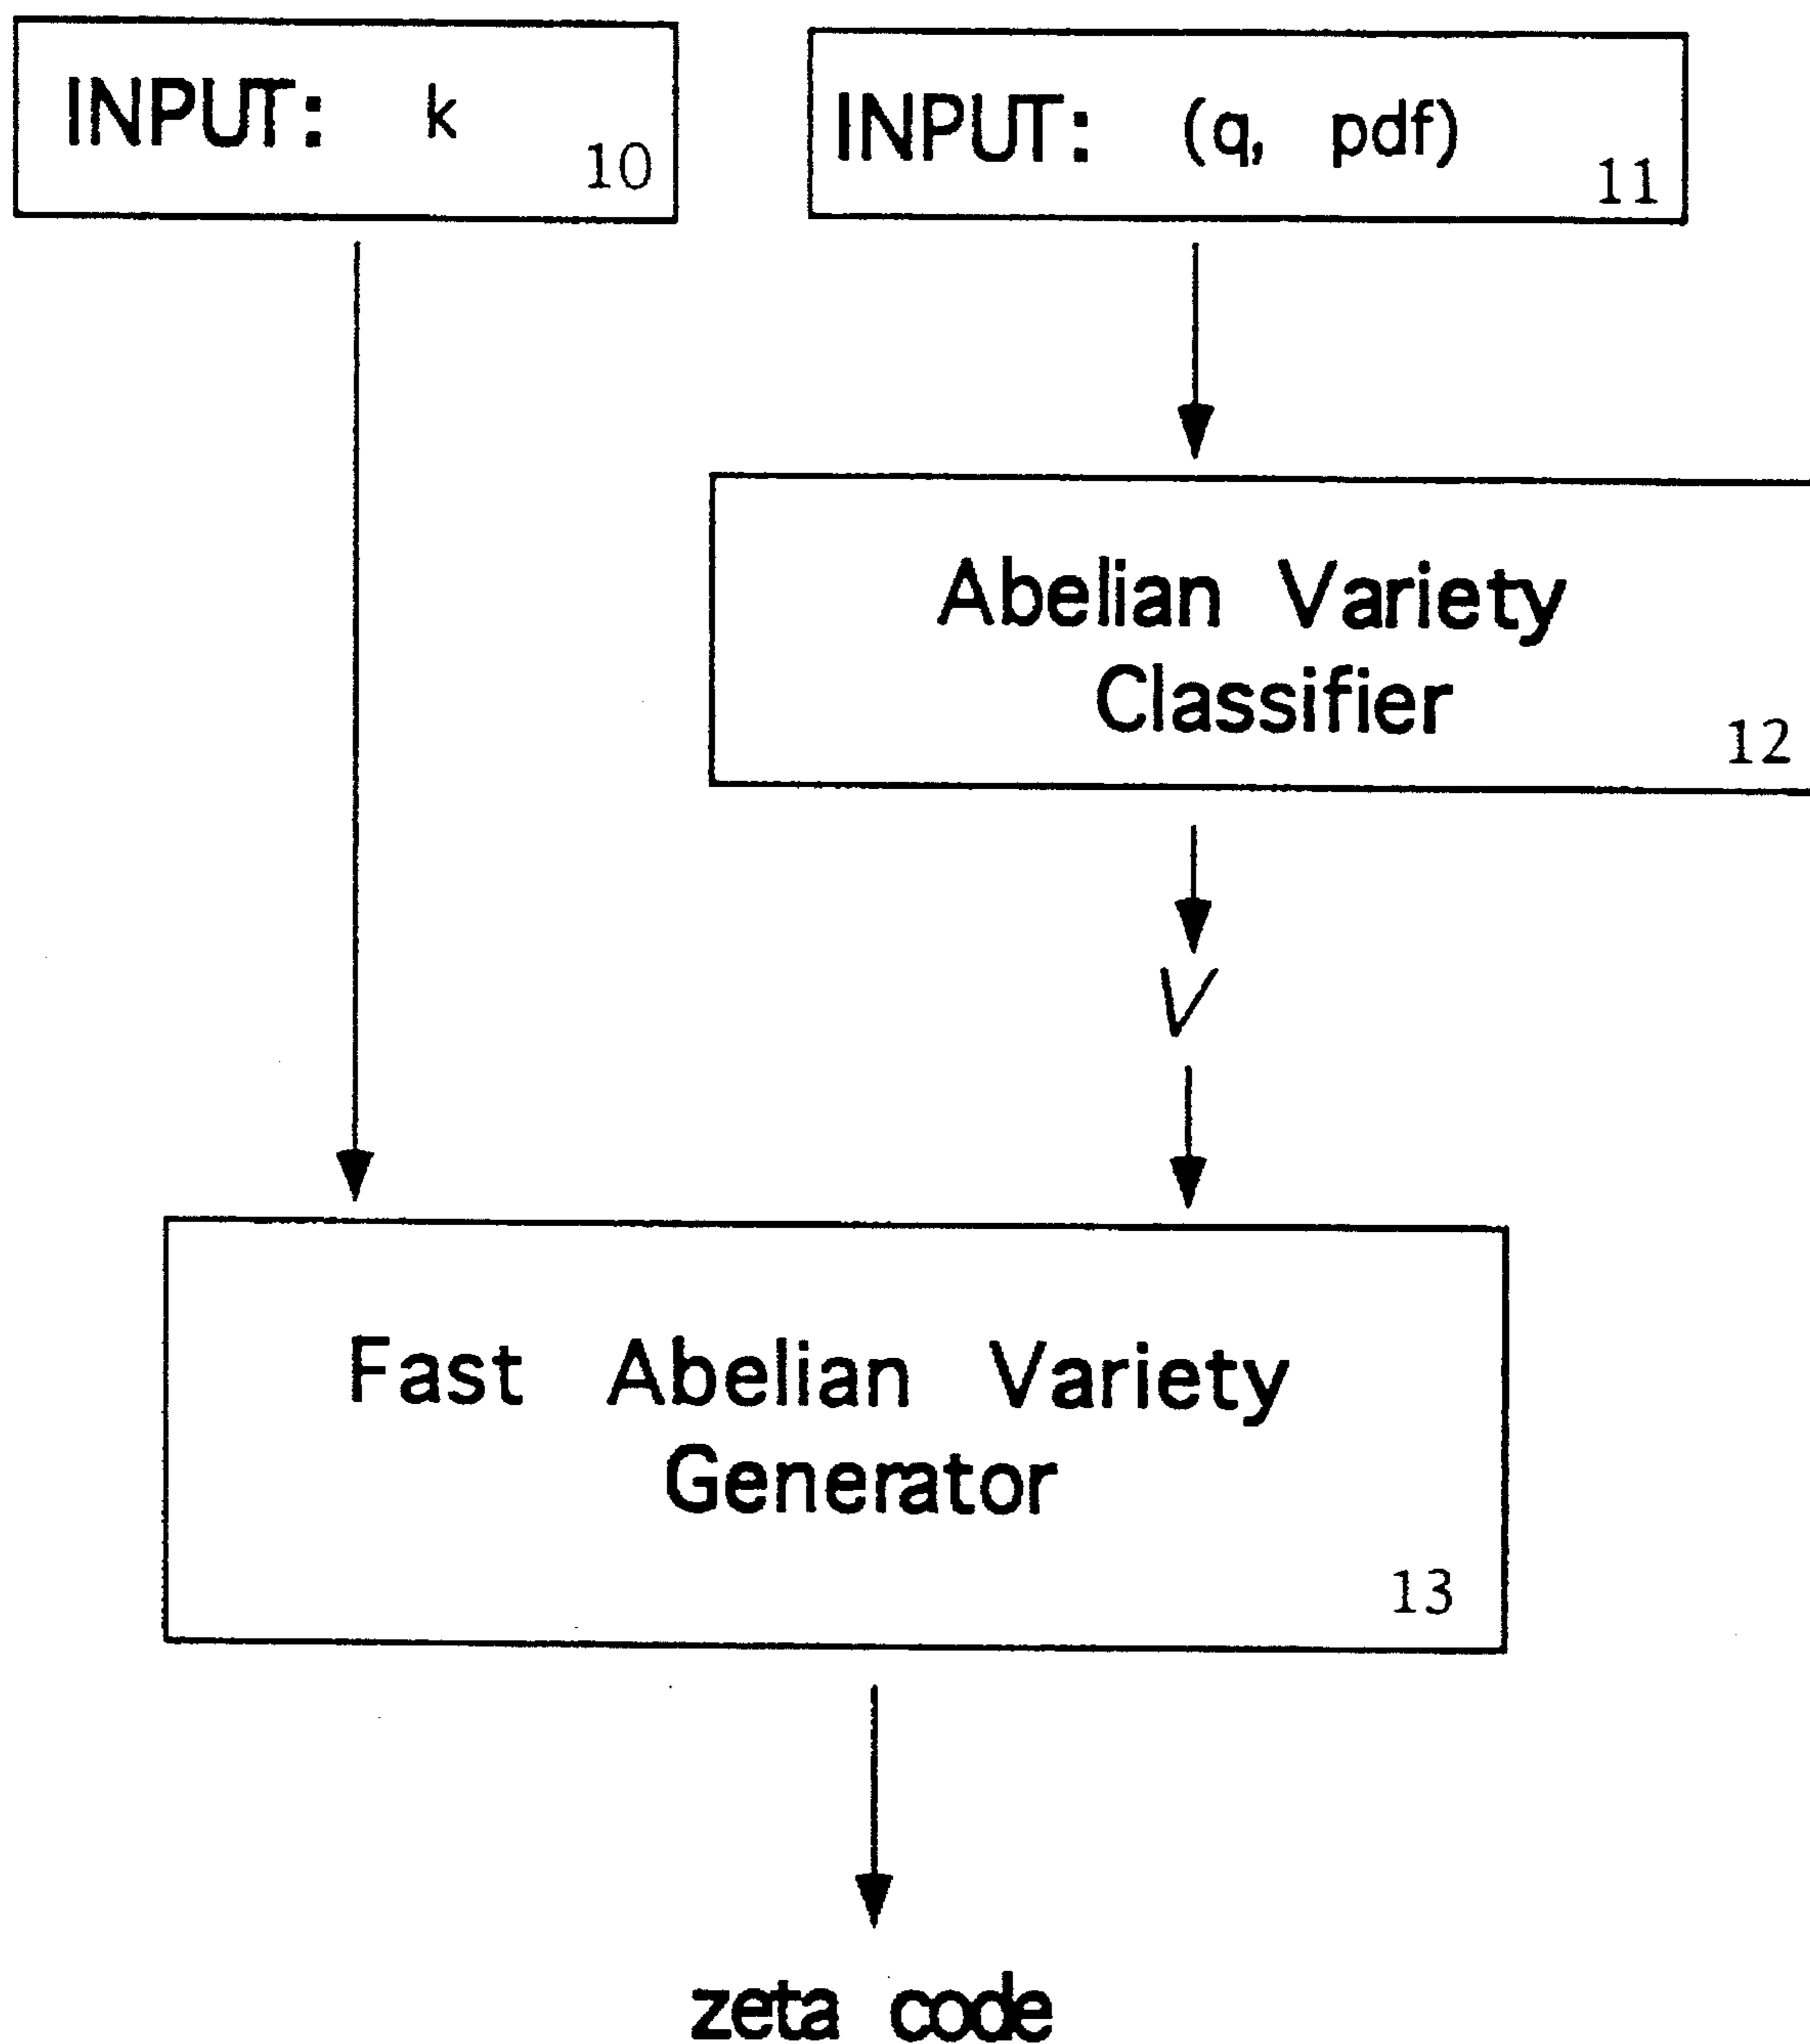 INPUT: k
10
INPUT: (q, pdf)
11
Abelian Variety
Classifier
12
V
Fast Abelian Variety
Generator
13
zeta code